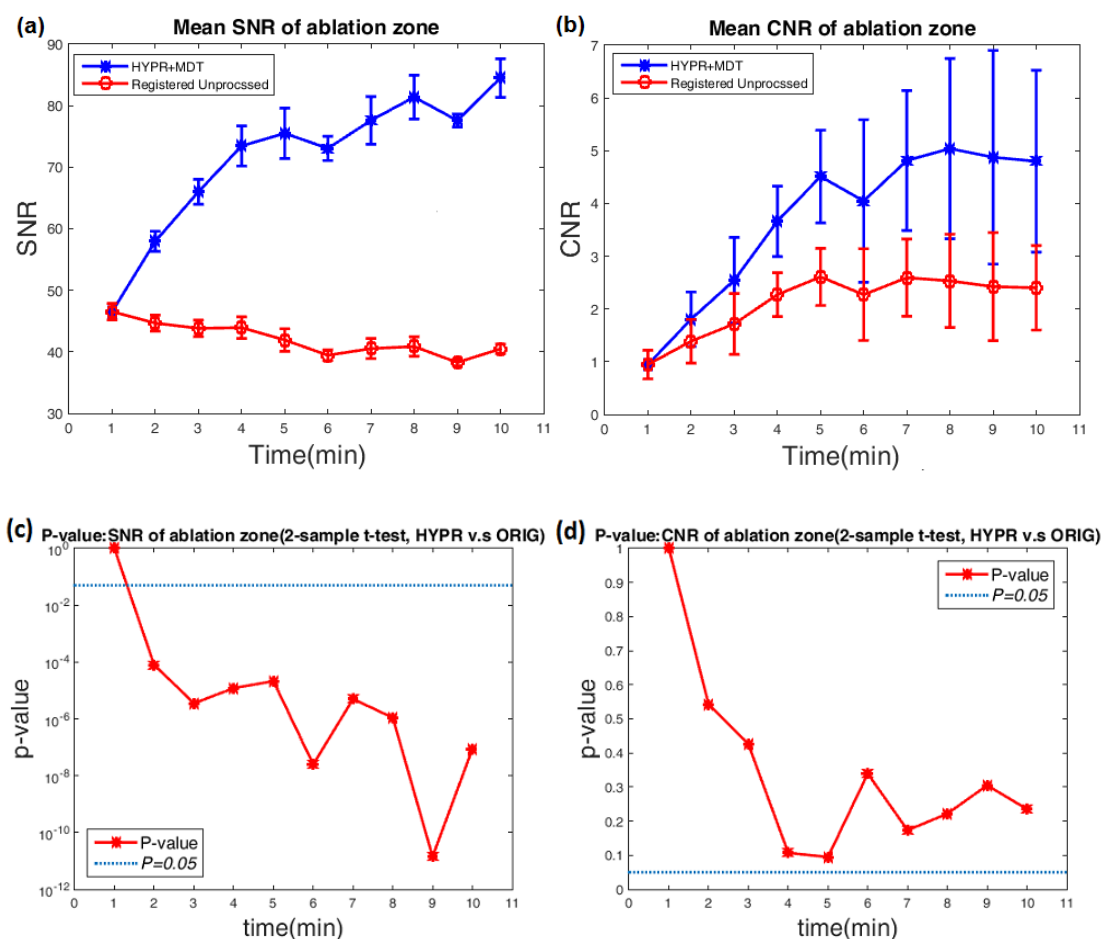 (a)
Mean SNR of ablation zone
HYPR+MDT
Registered Unprocssed
SNR
90
80
70
60
50
40
30
0 1 2 3 4 5 6 7 8 9 10 11
Time(min)
(b)
Mean CNR of ablation zone
HYPR+MDT
Registered Unprocssed
CNR
7
6
5
4
3
2
1
0
0 1 2 3 4 5 6 7 8 9 10 11
Time(min)
(c)
P-value:SNR of ablation zone(2-sample t-test, HYPR v.s ORIG)
p-value
10^0
10^-2
10^-4
10^-6
10^-8
10^-10
10^-12
P-value
P=0.05
0 1 2 3 4 5 6 7 8 9 10 11
time(min)
(d)
P-value:CNR of ablation zone(2-sample t-test, HYPR v.s ORIG)
p-value
1
0.9
0.8
0.7
0.6
0.5
0.4
0.3
0.2
0.1
0
P-value
P=0.05
0 1 2 3 4 5 6 7 8 9 10 11
time(min)